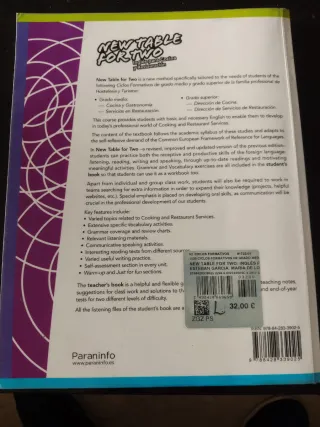 NEW TABLE
FOR TWO
New Table for Two is a new method specifically tailored to the needs of students of the
following Ciclos Formativos de grado medio y grado superior de la familia profesional de
Hostelería y Turismo:
• Grado medio:
— Cocina y Gastronomía
— Servicios en Restauración
• Grado superior:
— Dirección de Cocina
— Dirección de Servicios de Restauración
This course provides students with basic and necessary English to enable them to develop
in today's professional world of Cooking and Restaurant Services.
The content of the textbook follows the academic syllabus of these studies and adapts to
the self-reflexive demand of the Common European Framework of Reference for Languages.
In New Table for Two –a revised, improved and updated version of the previous edition–
students can practice both the receptive and productive skills of the foreign language:
listening, reading, writing and speaking, through up-to-date readings and motivating
meaningful activities. Grammar and Vocabulary exercises are all included in the student's
book so that students can use it as a workbook too.
Apart from individual and group class work, students will also be required to work in
teams searching for extra information in order to expand their knowledge (projects, helpful
websites, etc.). Special emphasis is placed on developing oral skills, as communication will be
crucial in the professional development of our students.
Key features include:
• Varied topics related to Cooking and Restaurant Services.
• Extensive specific vocabulary activities.
• Grammar coverage and review charts.
• Relevant listening materials.
• Communicative speaking activities.
• Interesting reading texts from different sources.
• Varied useful writing practice.
• Self-assessment section in every unit.
• Warm-up and Just for fun sections.
The teacher's book is a helpful and flexible
teaching notes,
suggestions for class work and solutions to the
and end-of-year
tests for two different levels of difficulty.
All the listening files of the student's book are
NEW TABLE FOR TWO: INGLES
32,00 €
ZGZ-PS
Paraninfo
www.paraninfo.es